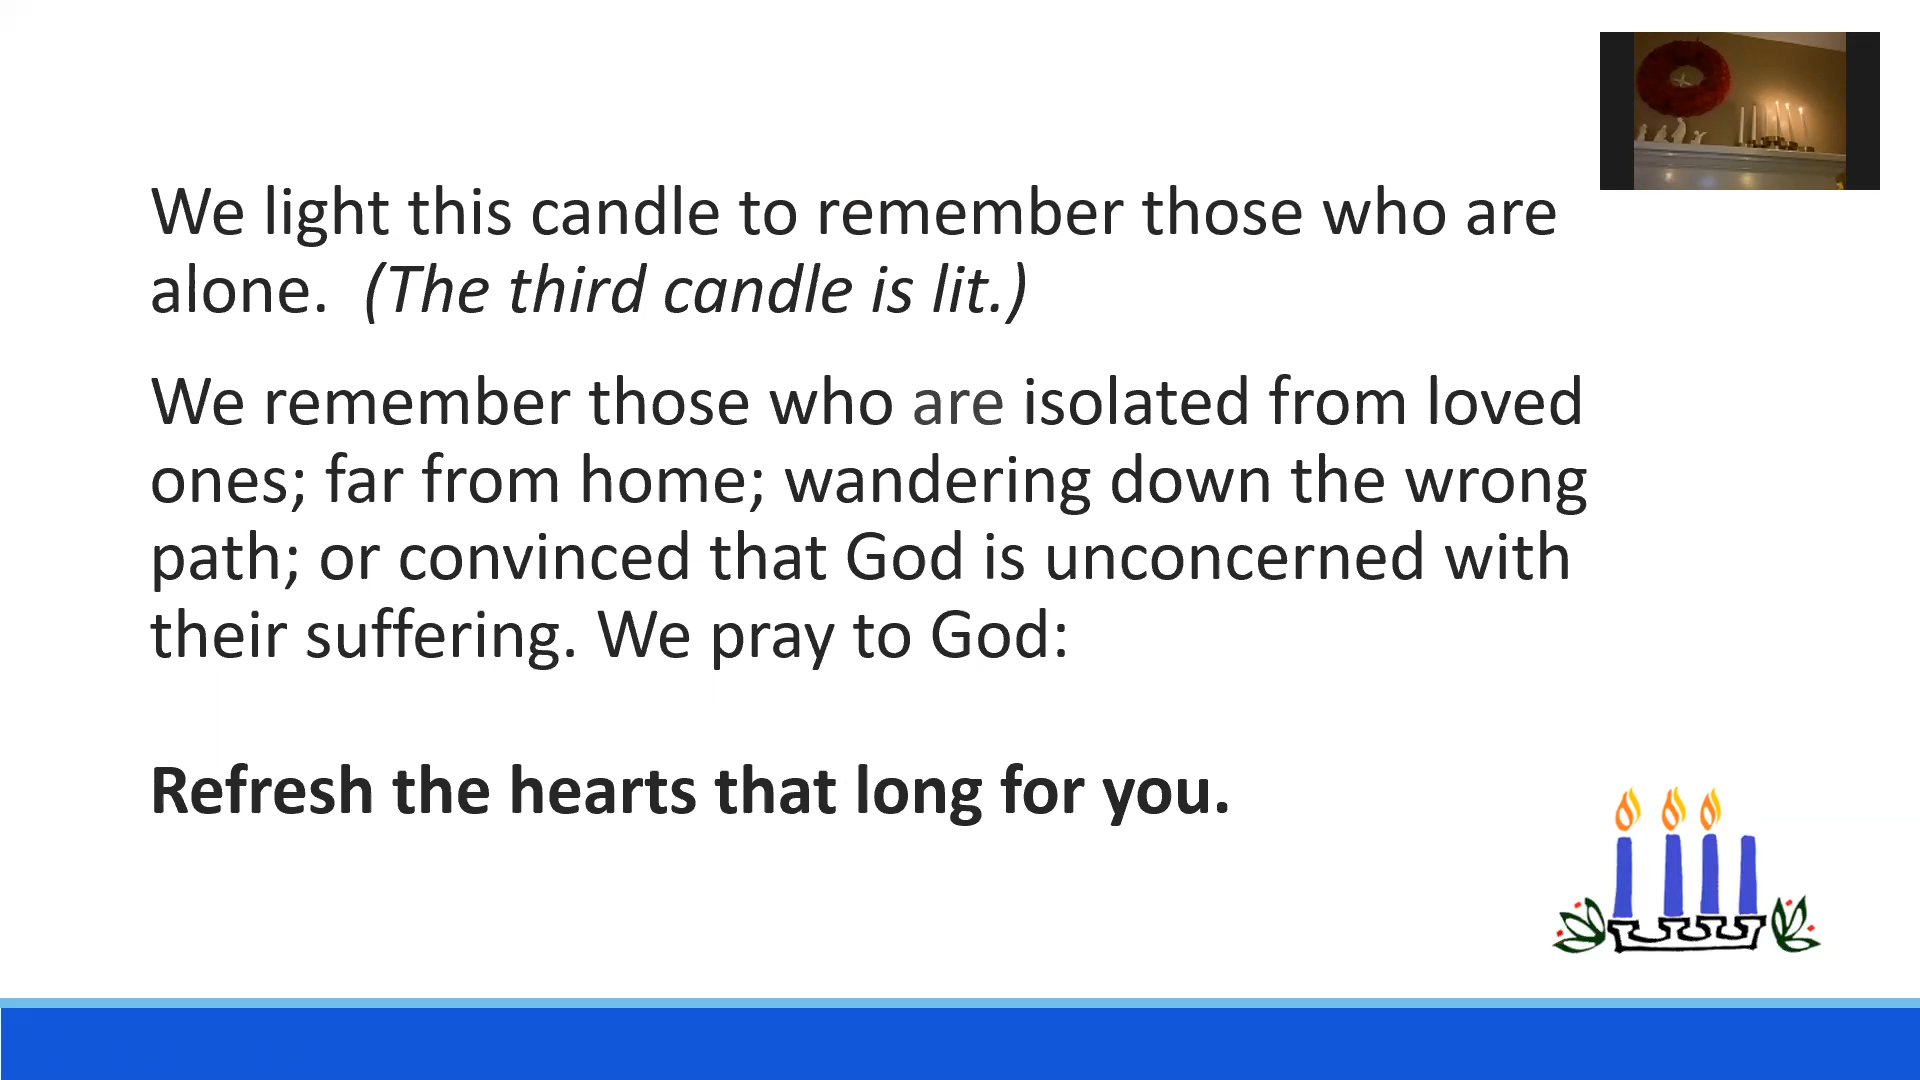 We light this candle to remember those who are
alone. (The third candle is lit.)
We remember those who are isolated from loved
ones; far from home; wandering down the wrong
path; or convinced that God is unconcerned with
their suffering. We pray to God:
Refresh the hearts that long for you.